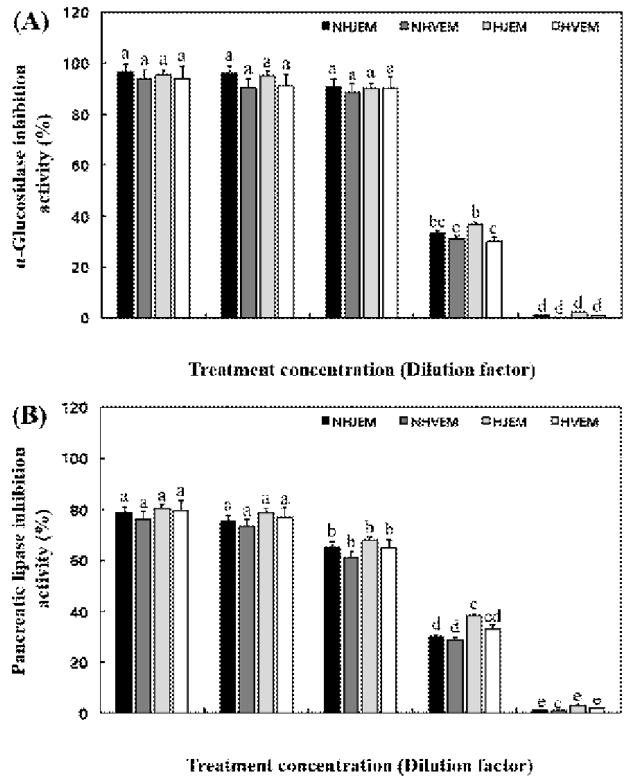 (A)
120
100
80
60
40
20
0
α-Glucosidase inhibition
activity (%)
NHJEM NHVEM HJEM HVEM
a a a a
a a a a
a a a a
bc c b c
d d d d
Treatment concentration (Dilution factor)
(B)
120
100
80
60
40
20
0
Pancreatic lipase inhibition
activity (%)
NHJEM NHVEM HJEM HVEM
a a a a
a a a
b b b b
d d c cd
e e e e
Treatment concentration (Dilution factor)